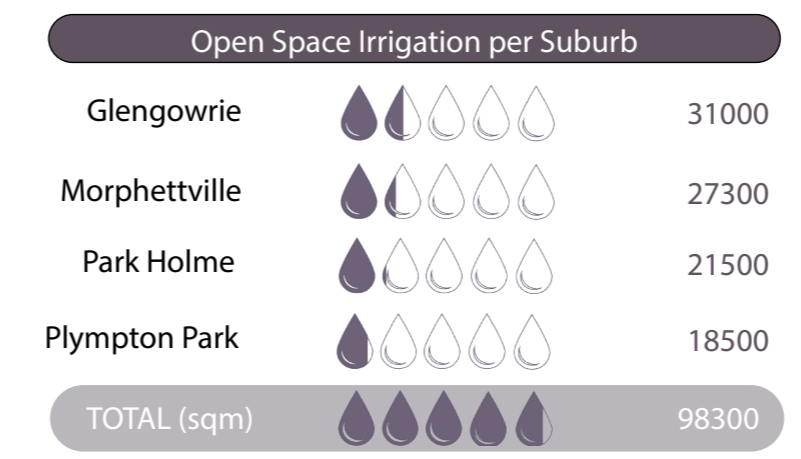 Open Space Irrigation per Suburb
Glengowrie 31000
Morphettville 27300
Park Holme 21500
Plympton Park 18500
TOTAL (sqm) 98300